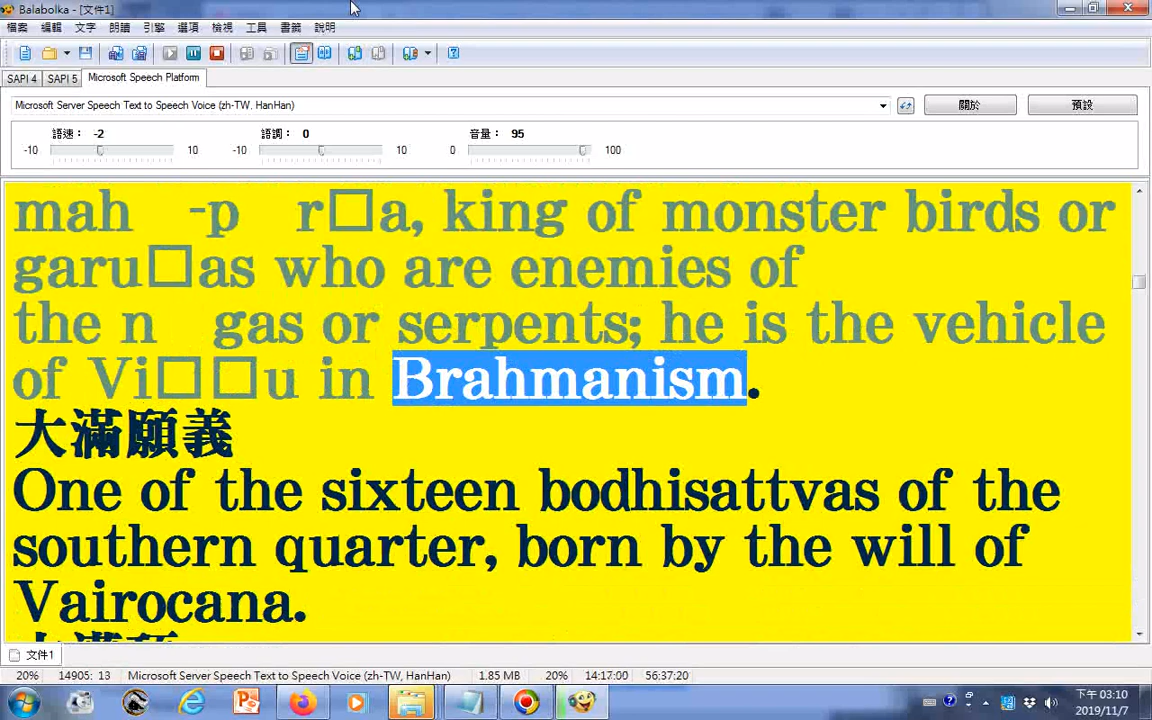 Balabolka - [文件1]
檔案 編輯 文字 朗讀 引擎 選項 檢視 工具 書籤 說明
SAPI 4 SAPI 5 Microsoft Speech Platform
Microsoft Server Speech Text to Speech Voice (zh-TW, HanHan) 關於 預設
語速： -2 語調： 0 音量： 95
-10 10 -10 10 0 100
mah -p r□a, king of monster birds or
garu□as who are enemies of
the n gas or serpents; he is the vehicle
of Vi□□u in Brahmanism.
大滿願義
One of the sixteen bodhisattvas of the
southern quarter, born by the will of
Vairocana.
文件1
20% 14905: 13 Microsoft Server Speech Text to Speech Voice (zh-TW, HanHan) 1.85 MB 20% 14:17:00 56:37:20
下午 03:10
2019/11/7